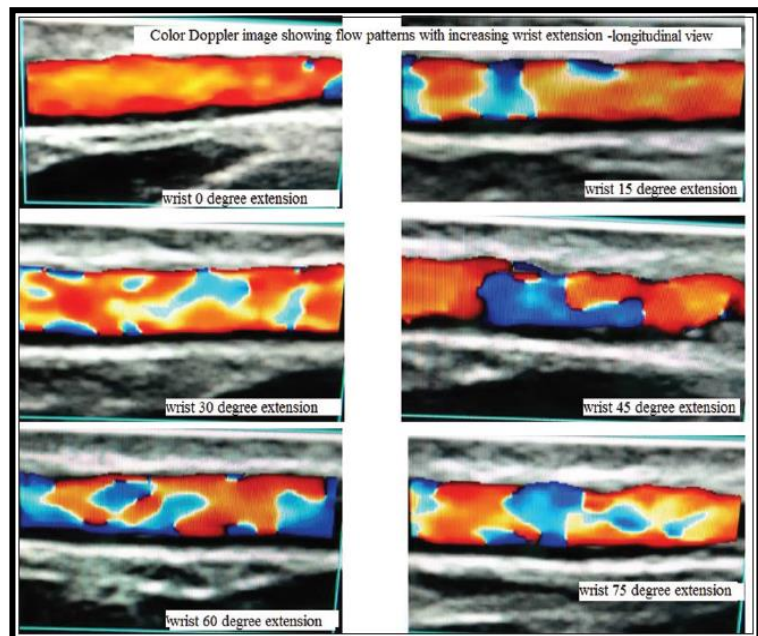 Color Doppler image showing flow patterns with increasing wrist extension -longitudinal view
wrist 0 degree extension
wrist 15 degree extension
wrist 30 degree extension
wrist 45 degree extension
wrist 60 degree extension
wrist 75 degree extension